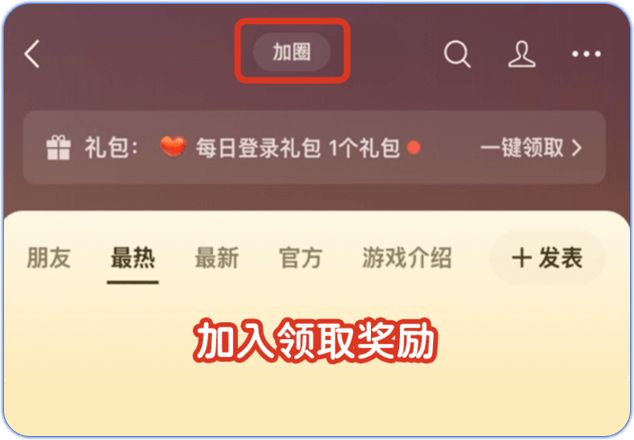 加圈
礼包： 每日登录礼包 1个礼包 一键领取
朋友 最热 最新 官方 游戏介绍 +发表
加入领取奖励